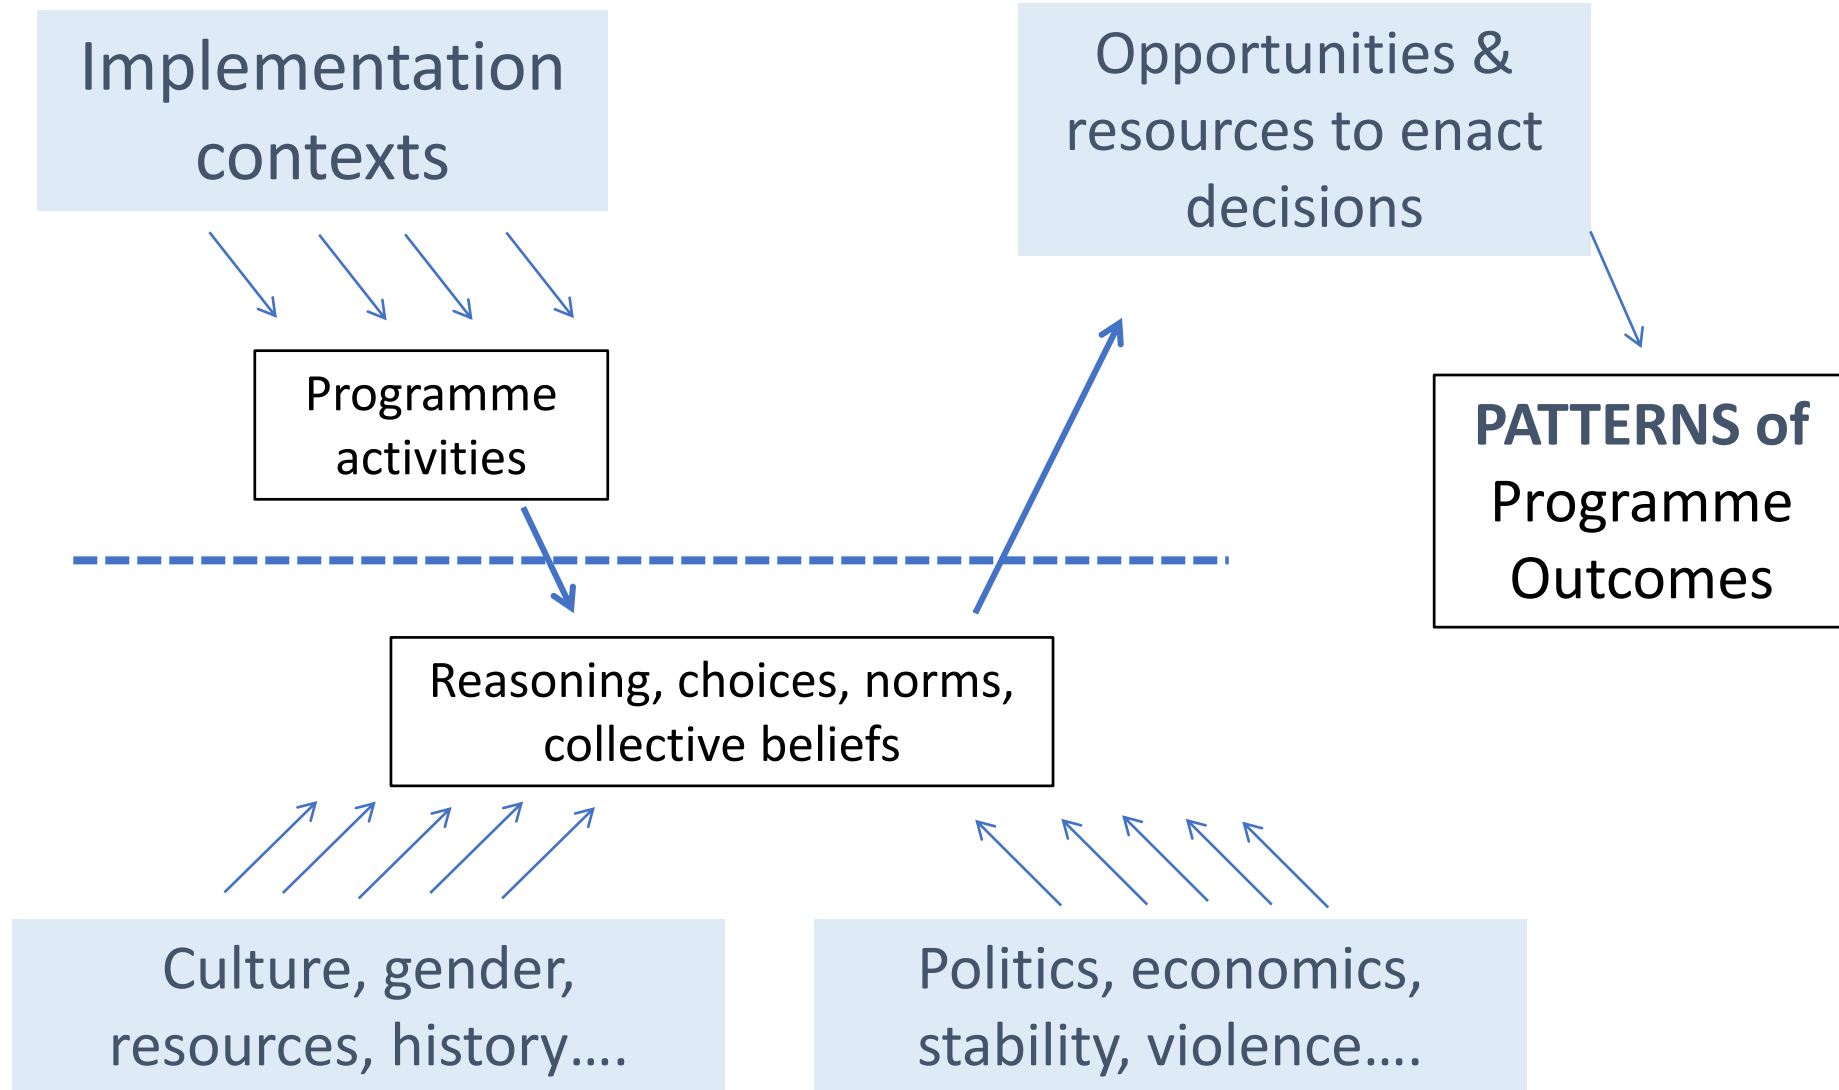 Implementation
contexts
Opportunities &
resources to enact
decisions
Programme
activities
PATTERNS of
Programme
Outcomes
Reasoning, choices, norms,
collective beliefs
Culture, gender,
resources, history….
Politics, economics,
stability, violence….